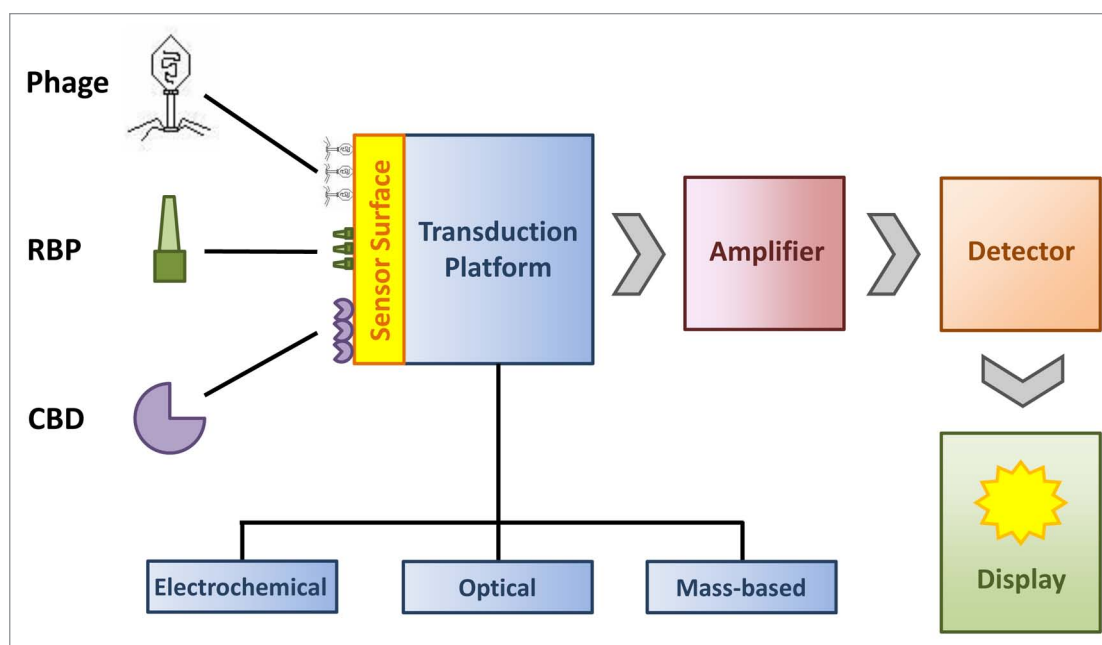 Phage
RBP
CBD
Sensor Surface
Transduction
Platform
Amplifier
Detector
Display
Electrochemical
Optical
Mass-based